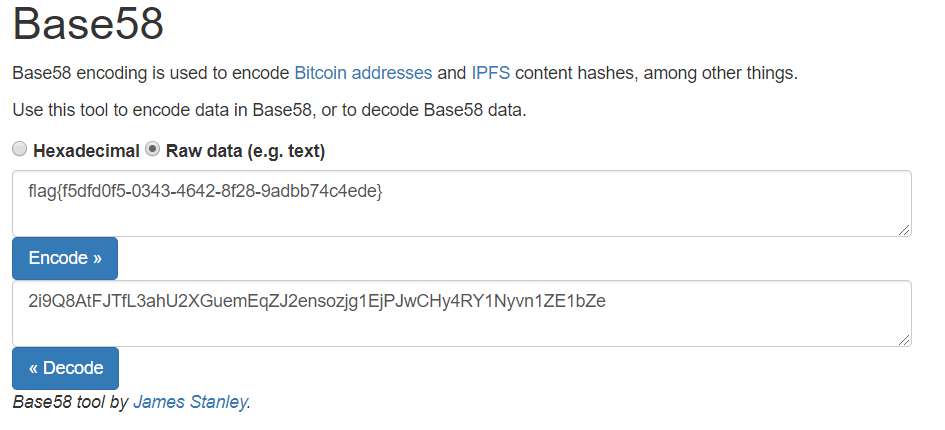 Base58
Base58 encoding is used to encode Bitcoin addresses and IPFS content hashes, among other things.
Use this tool to encode data in Base58, or to decode Base58 data.
Hexadecimal Raw data (e.g. text)
flag{f5dfd0f5-0343-4642-8f28-9adbb74c4ede}
Encode »
2i9Q8AtFJTfL3ahU2XGuemEqZJ2ensozjg1EjPJwCHy4RY1Nyvn1ZE1bZe
« Decode
Base58 tool by James Stanley.